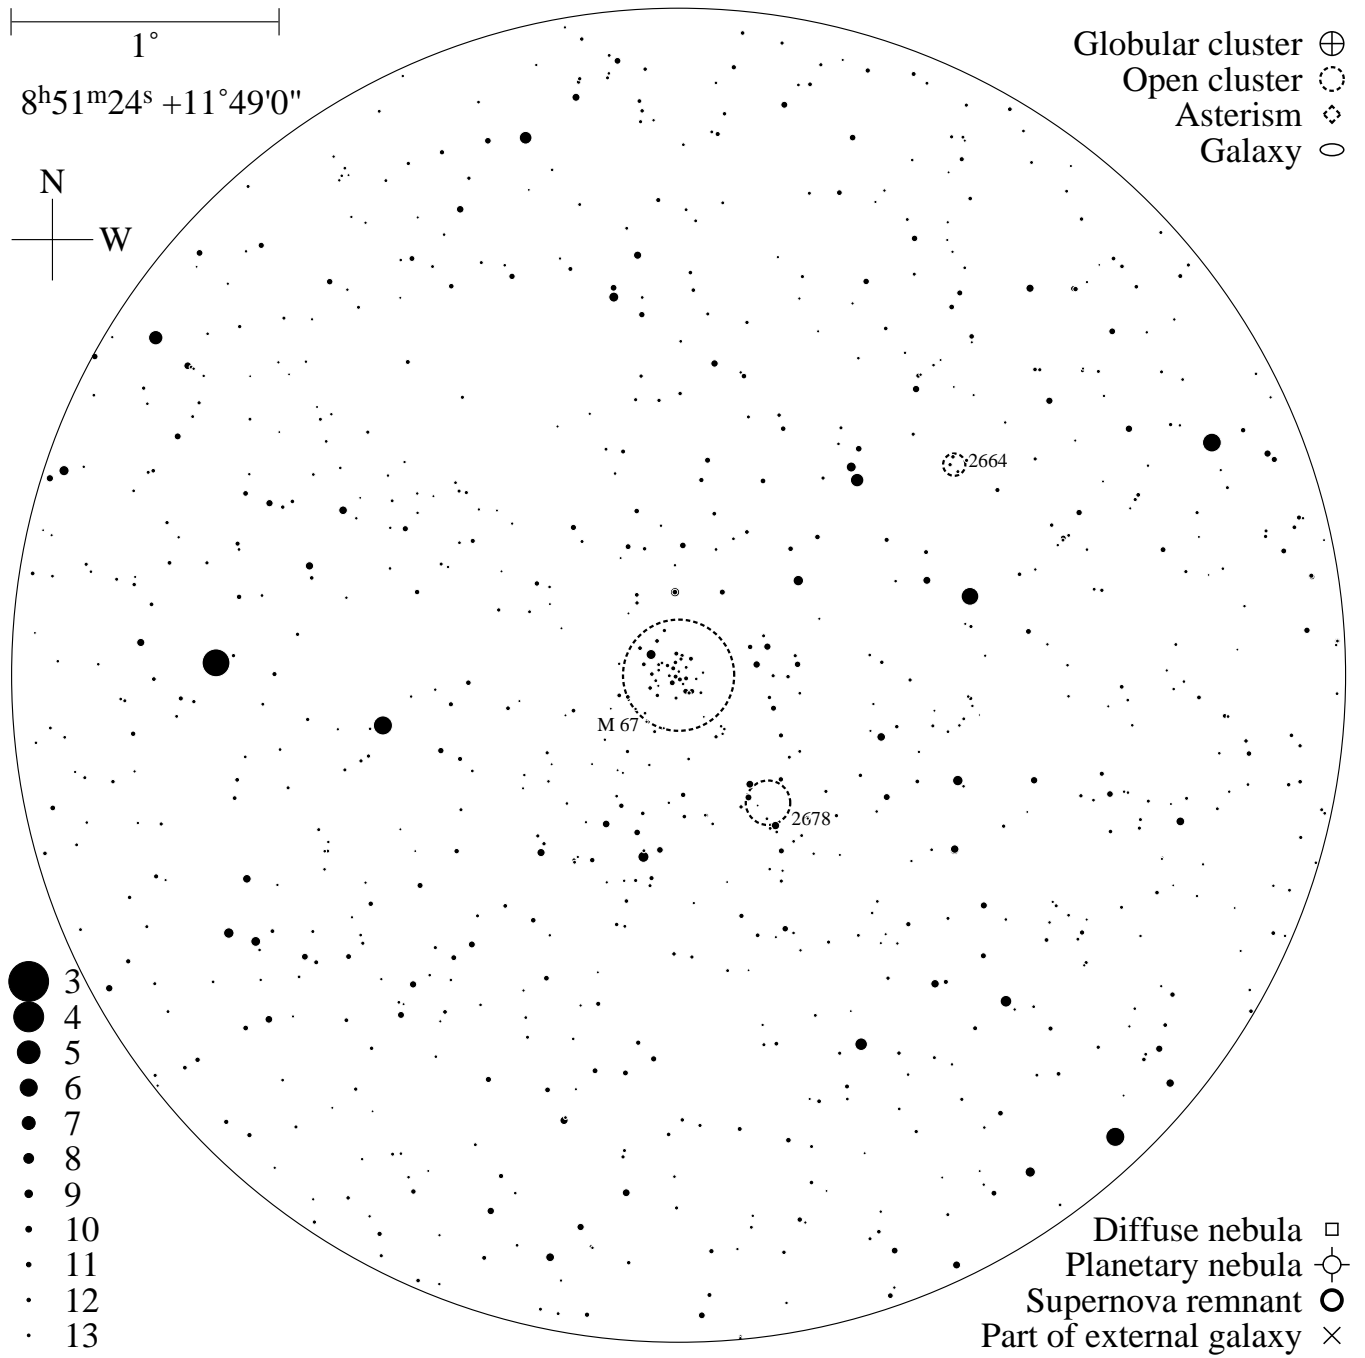 1°
8ʰ51ᵐ24ˢ +11°49'0"
N
W
Globular cluster
Open cluster
Asterism
Galaxy
2664
M 67
2678
3
4
5
6
7
8
9
10
11
12
13
Diffuse nebula
Planetary nebula
Supernova remnant
Part of external galaxy